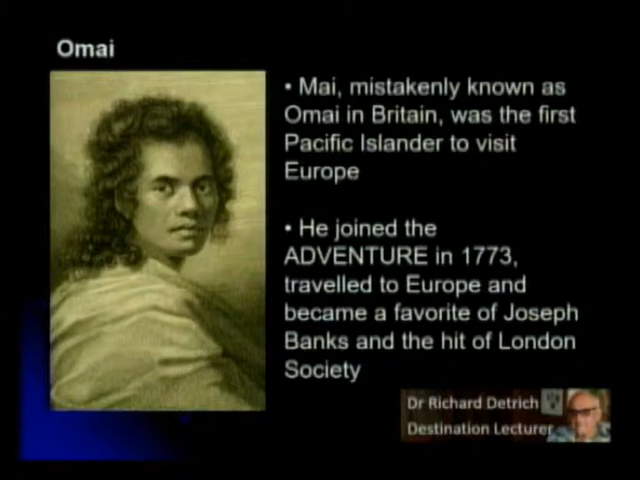 Omai
• Mai, mistakenly known as
Omai in Britain, was the first
Pacific Islander to visit
Europe
• He joined the
ADVENTURE in 1773,
travelled to Europe and
became a favorite of Joseph
Banks and the hit of London
Society
Dr Richard Detrich
Destination Lecturer